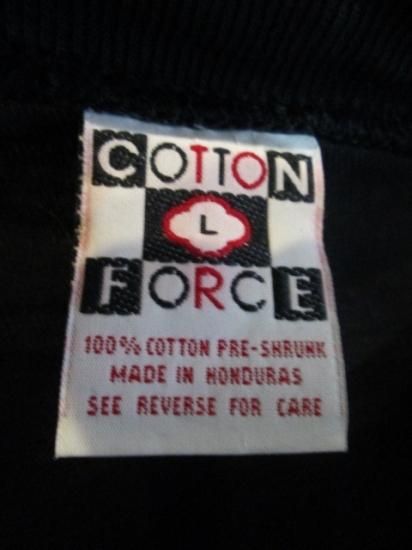 COTTON
L
FORCE
100% COTTON PRE-SHRUNK
MADE IN HONDURAS
SEE REVERSE FOR CARE